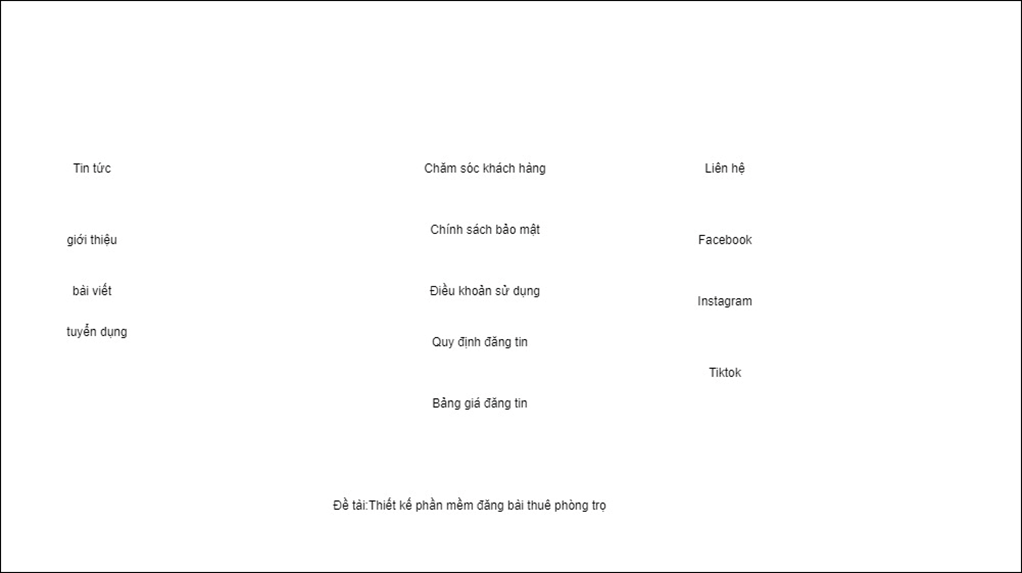 Tin tức
giới thiệu
bài viết
tuyển dụng
Chăm sóc khách hàng
Chính sách bảo mật
Điều khoản sử dụng
Quy định đăng tin
Bảng giá đăng tin
Liên hệ
Facebook
Instagram
Tiktok
Đề tài:Thiết kế phần mềm đăng bài thuê phòng trọ